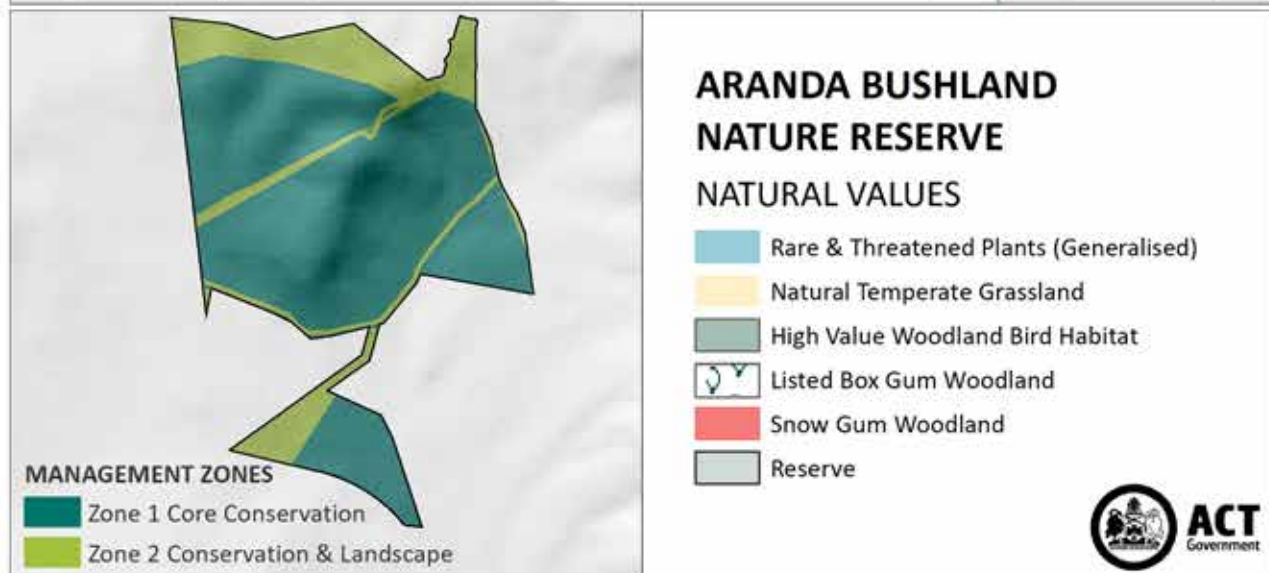 MANAGEMENT ZONES
Zone 1 Core Conservation
Zone 2 Conservation & Landscape
ARANDA BUSHLAND
NATURE RESERVE
NATURAL VALUES
Rare & Threatened Plants (Generalised)
Natural Temperate Grassland
High Value Woodland Bird Habitat
Listed Box Gum Woodland
Snow Gum Woodland
Reserve
ACT
Government